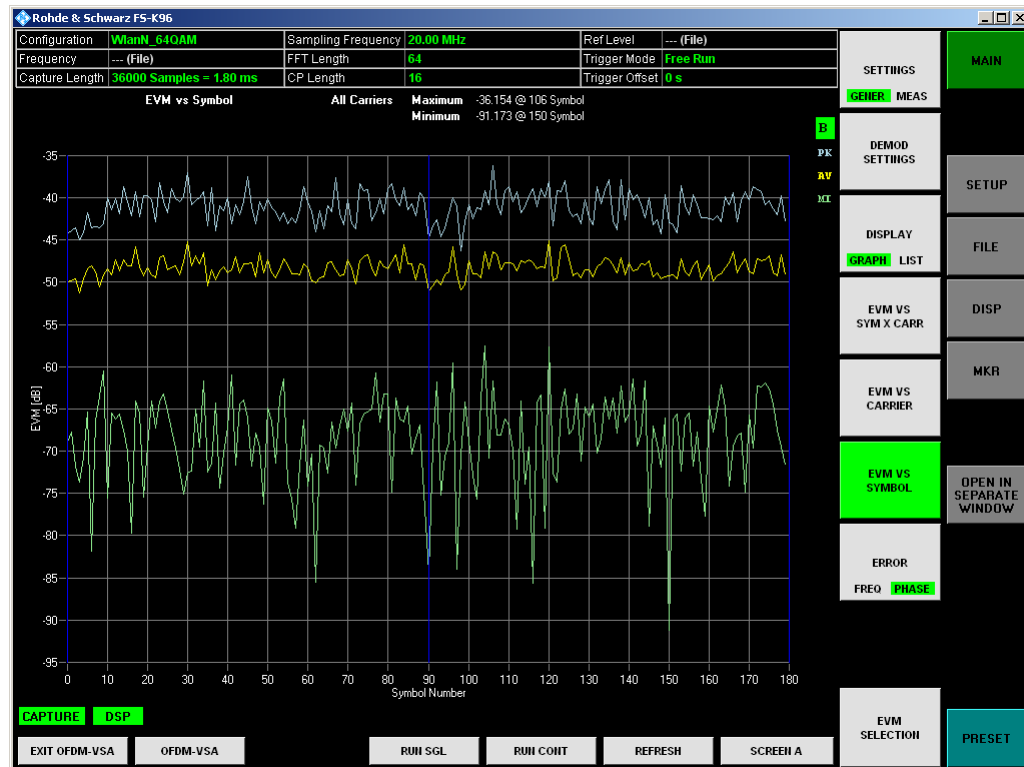 Rohde & Schwarz FS-K96
Configuration WlanN_64QAM Sampling Frequency 20.00 MHz Ref Level --- (File)
Frequency --- (File) FFT Length 64 Trigger Mode Free Run
Capture Length 36000 Samples = 1.80 ms CP Length 16 Trigger Offset 0 s
EVM vs Symbol All Carriers Maximum -36.154 @ 106 Symbol
Minimum -91.173 @ 150 Symbol
B
PK
AV
MI
-35
-40
-45
-50
-55
-60
-65
-70
-75
-80
-85
-90
-95
EVM [dB]
0 10 20 30 40 50 60 70 80 90 100 110 120 130 140 150 160 170 180
Symbol Number
CAPTURE DSP
EXIT OFDM-VSA OFDM-VSA RUN SGL RUN CONT REFRESH SCREEN A
SETTINGS
GENER MEAS
DEMOD
SETTINGS
DISPLAY
GRAPH LIST
EVM VS
SYM X CARR
EVM VS
CARRIER
EVM VS
SYMBOL
ERROR
FREQ PHASE
EVM
SELECTION
MAIN
SETUP
FILE
DISP
MKR
OPEN IN
SEPARATE
WINDOW
PRESET